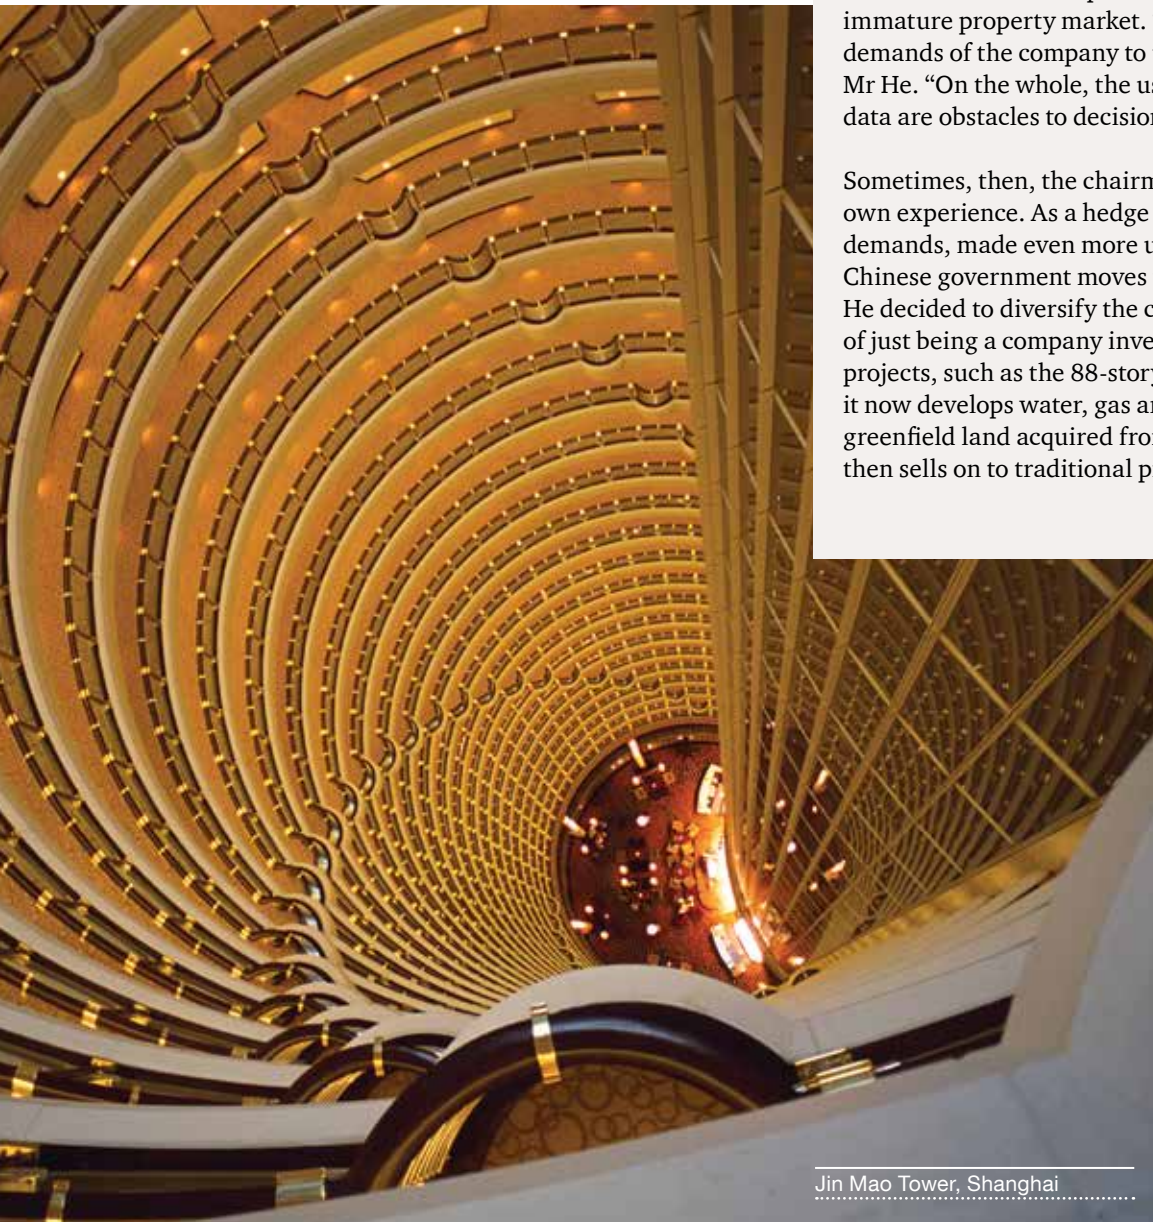 immature property market.
demands of the company to
Mr He. “On the whole, the us
data are obstacles to decision
Sometimes, then, the chairm
own experience. As a hedge
demands, made even more u
Chinese government moves
He decided to diversify the c
of just being a company inve
projects, such as the 88-story
it now develops water, gas an
greenfield land acquired from
then sells on to traditional p
Jin Mao Tower, Shanghai